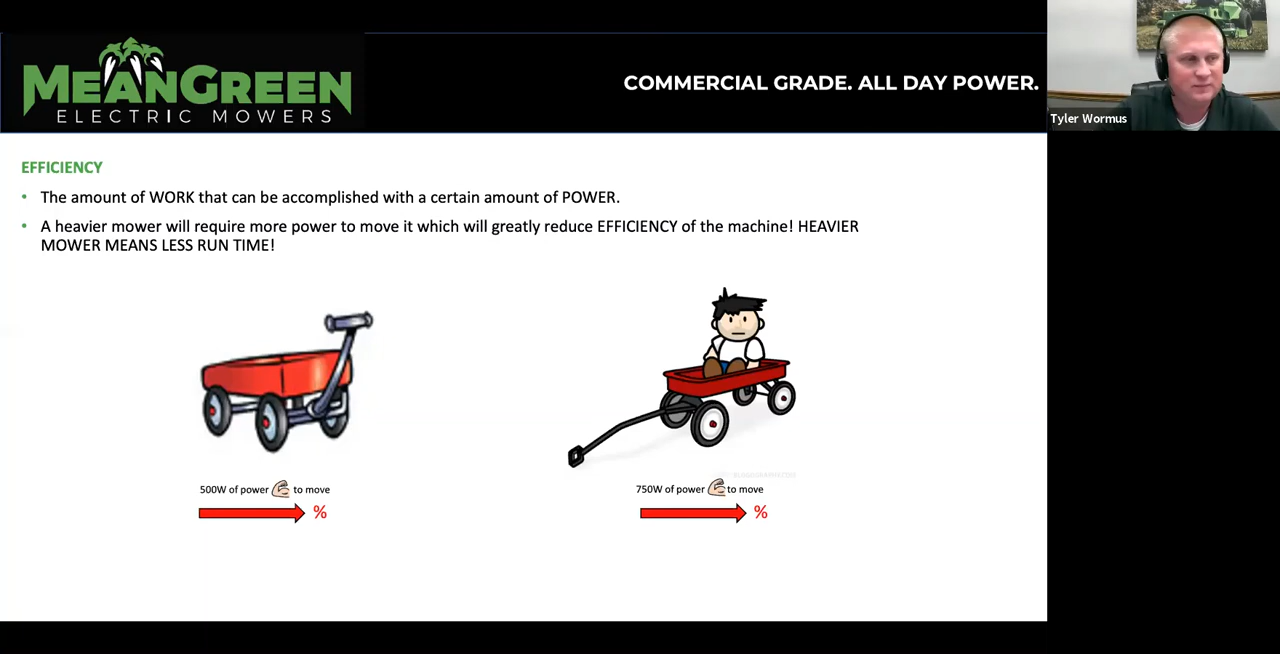 MEANGREEN
ELECTRIC MOWERS
COMMERCIAL GRADE. ALL DAY POWER.
Tyler Wormus
EFFICIENCY
• The amount of WORK that can be accomplished with a certain amount of POWER.
• A heavier mower will require more power to move it which will greatly reduce EFFICIENCY of the machine! HEAVIER
MOWER MEANS LESS RUN TIME!
500W of power 💪 to move
750W of power 💪 to move
%
%